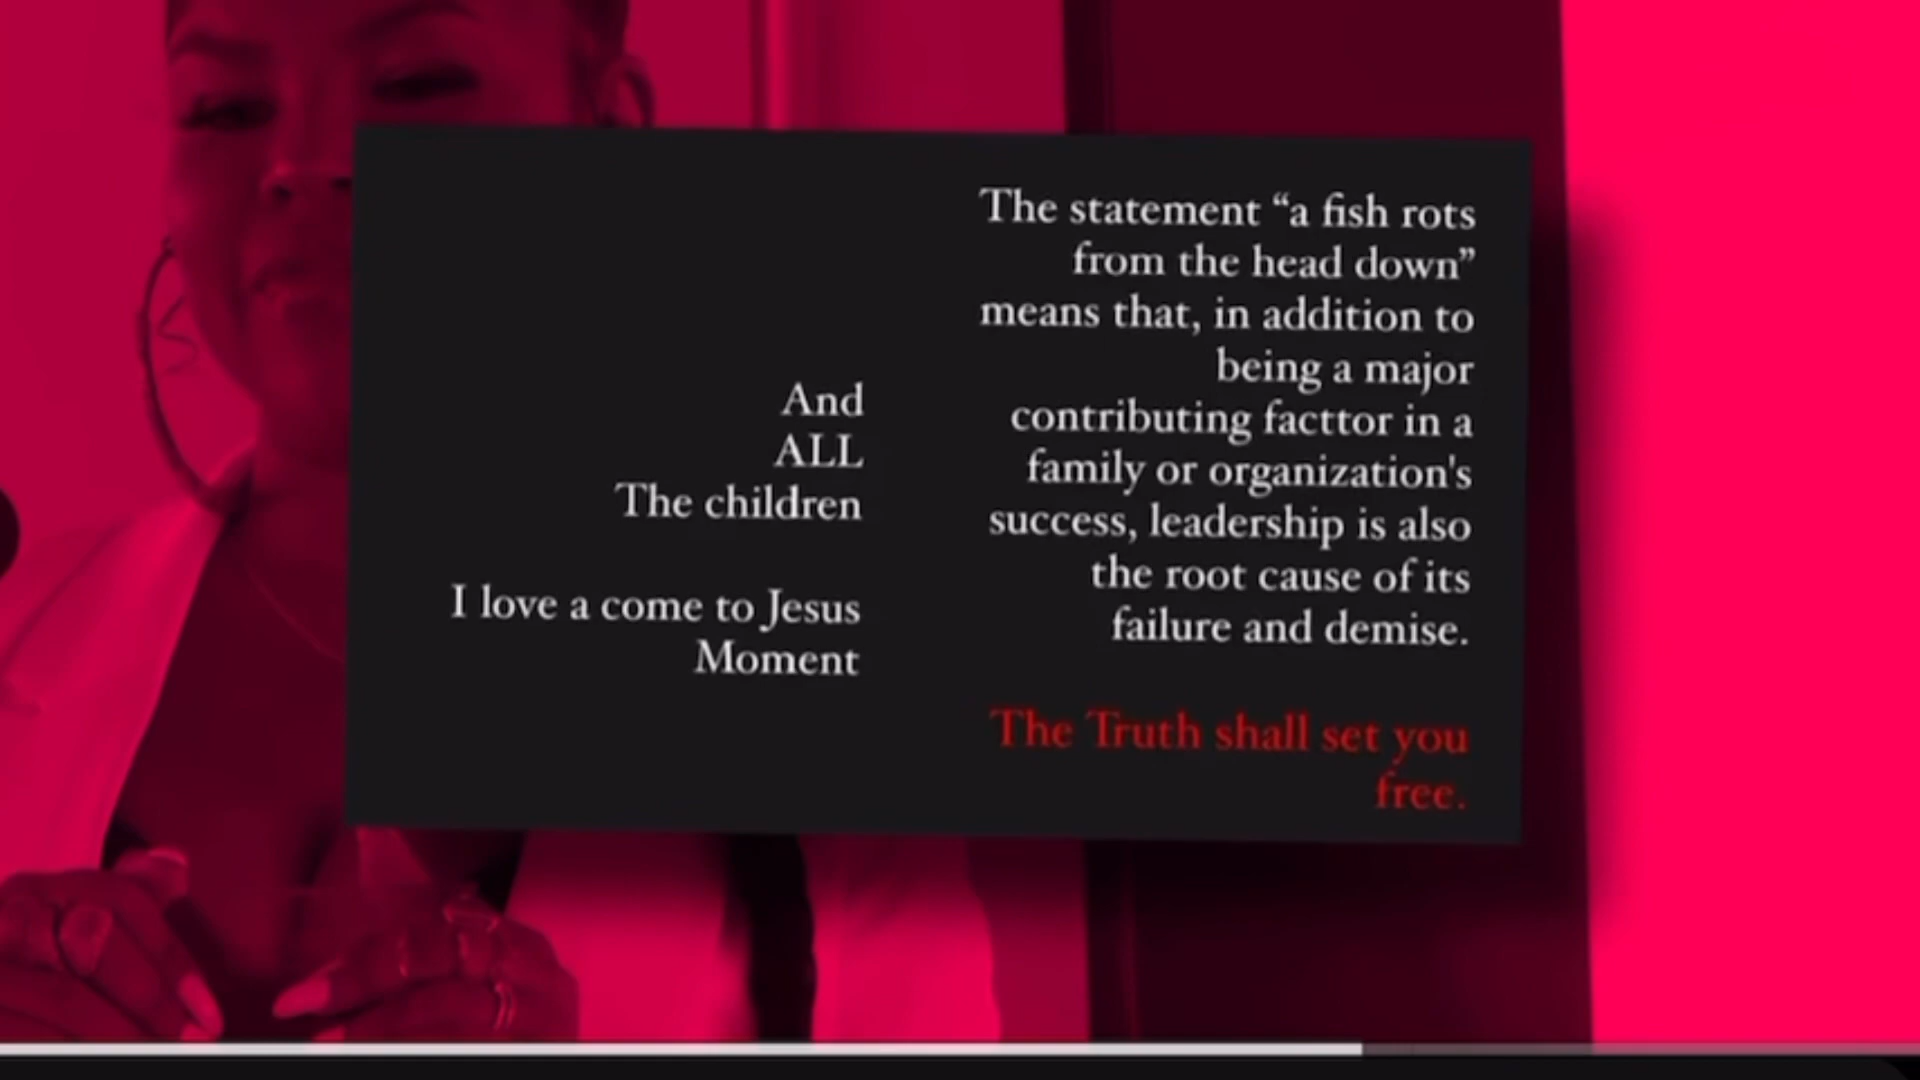 And
ALL
The children
I love a come to Jesus
Moment
The statement “a fish rots
from the head down”
means that, in addition to
being a major
contributing facttor in a
family or organization's
success, leadership is also
the root cause of its
failure and demise.
The Truth shall set you
free.